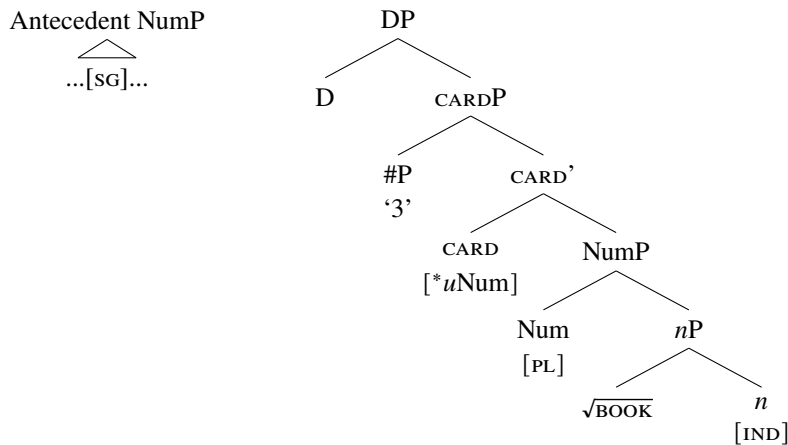 Antecedent NumP DP
...[SG]...
D CARDP
#P CARD’
‘3’
CARD NumP
[*uNum]
Num nP
[PL]
√BOOK n
[IND]